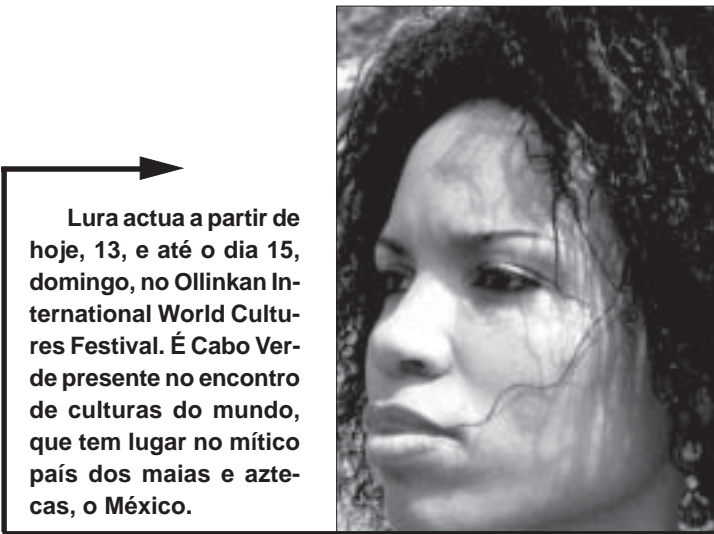 Lura actua a partir de
hoje, 13, e até o dia 15,
domingo, no Ollinkan In-
ternational World Cultu-
res Festival. É Cabo Ver-
de presente no encontro
de culturas do mundo,
que tem lugar no mítico
país dos maias e azte-
cas, o México.